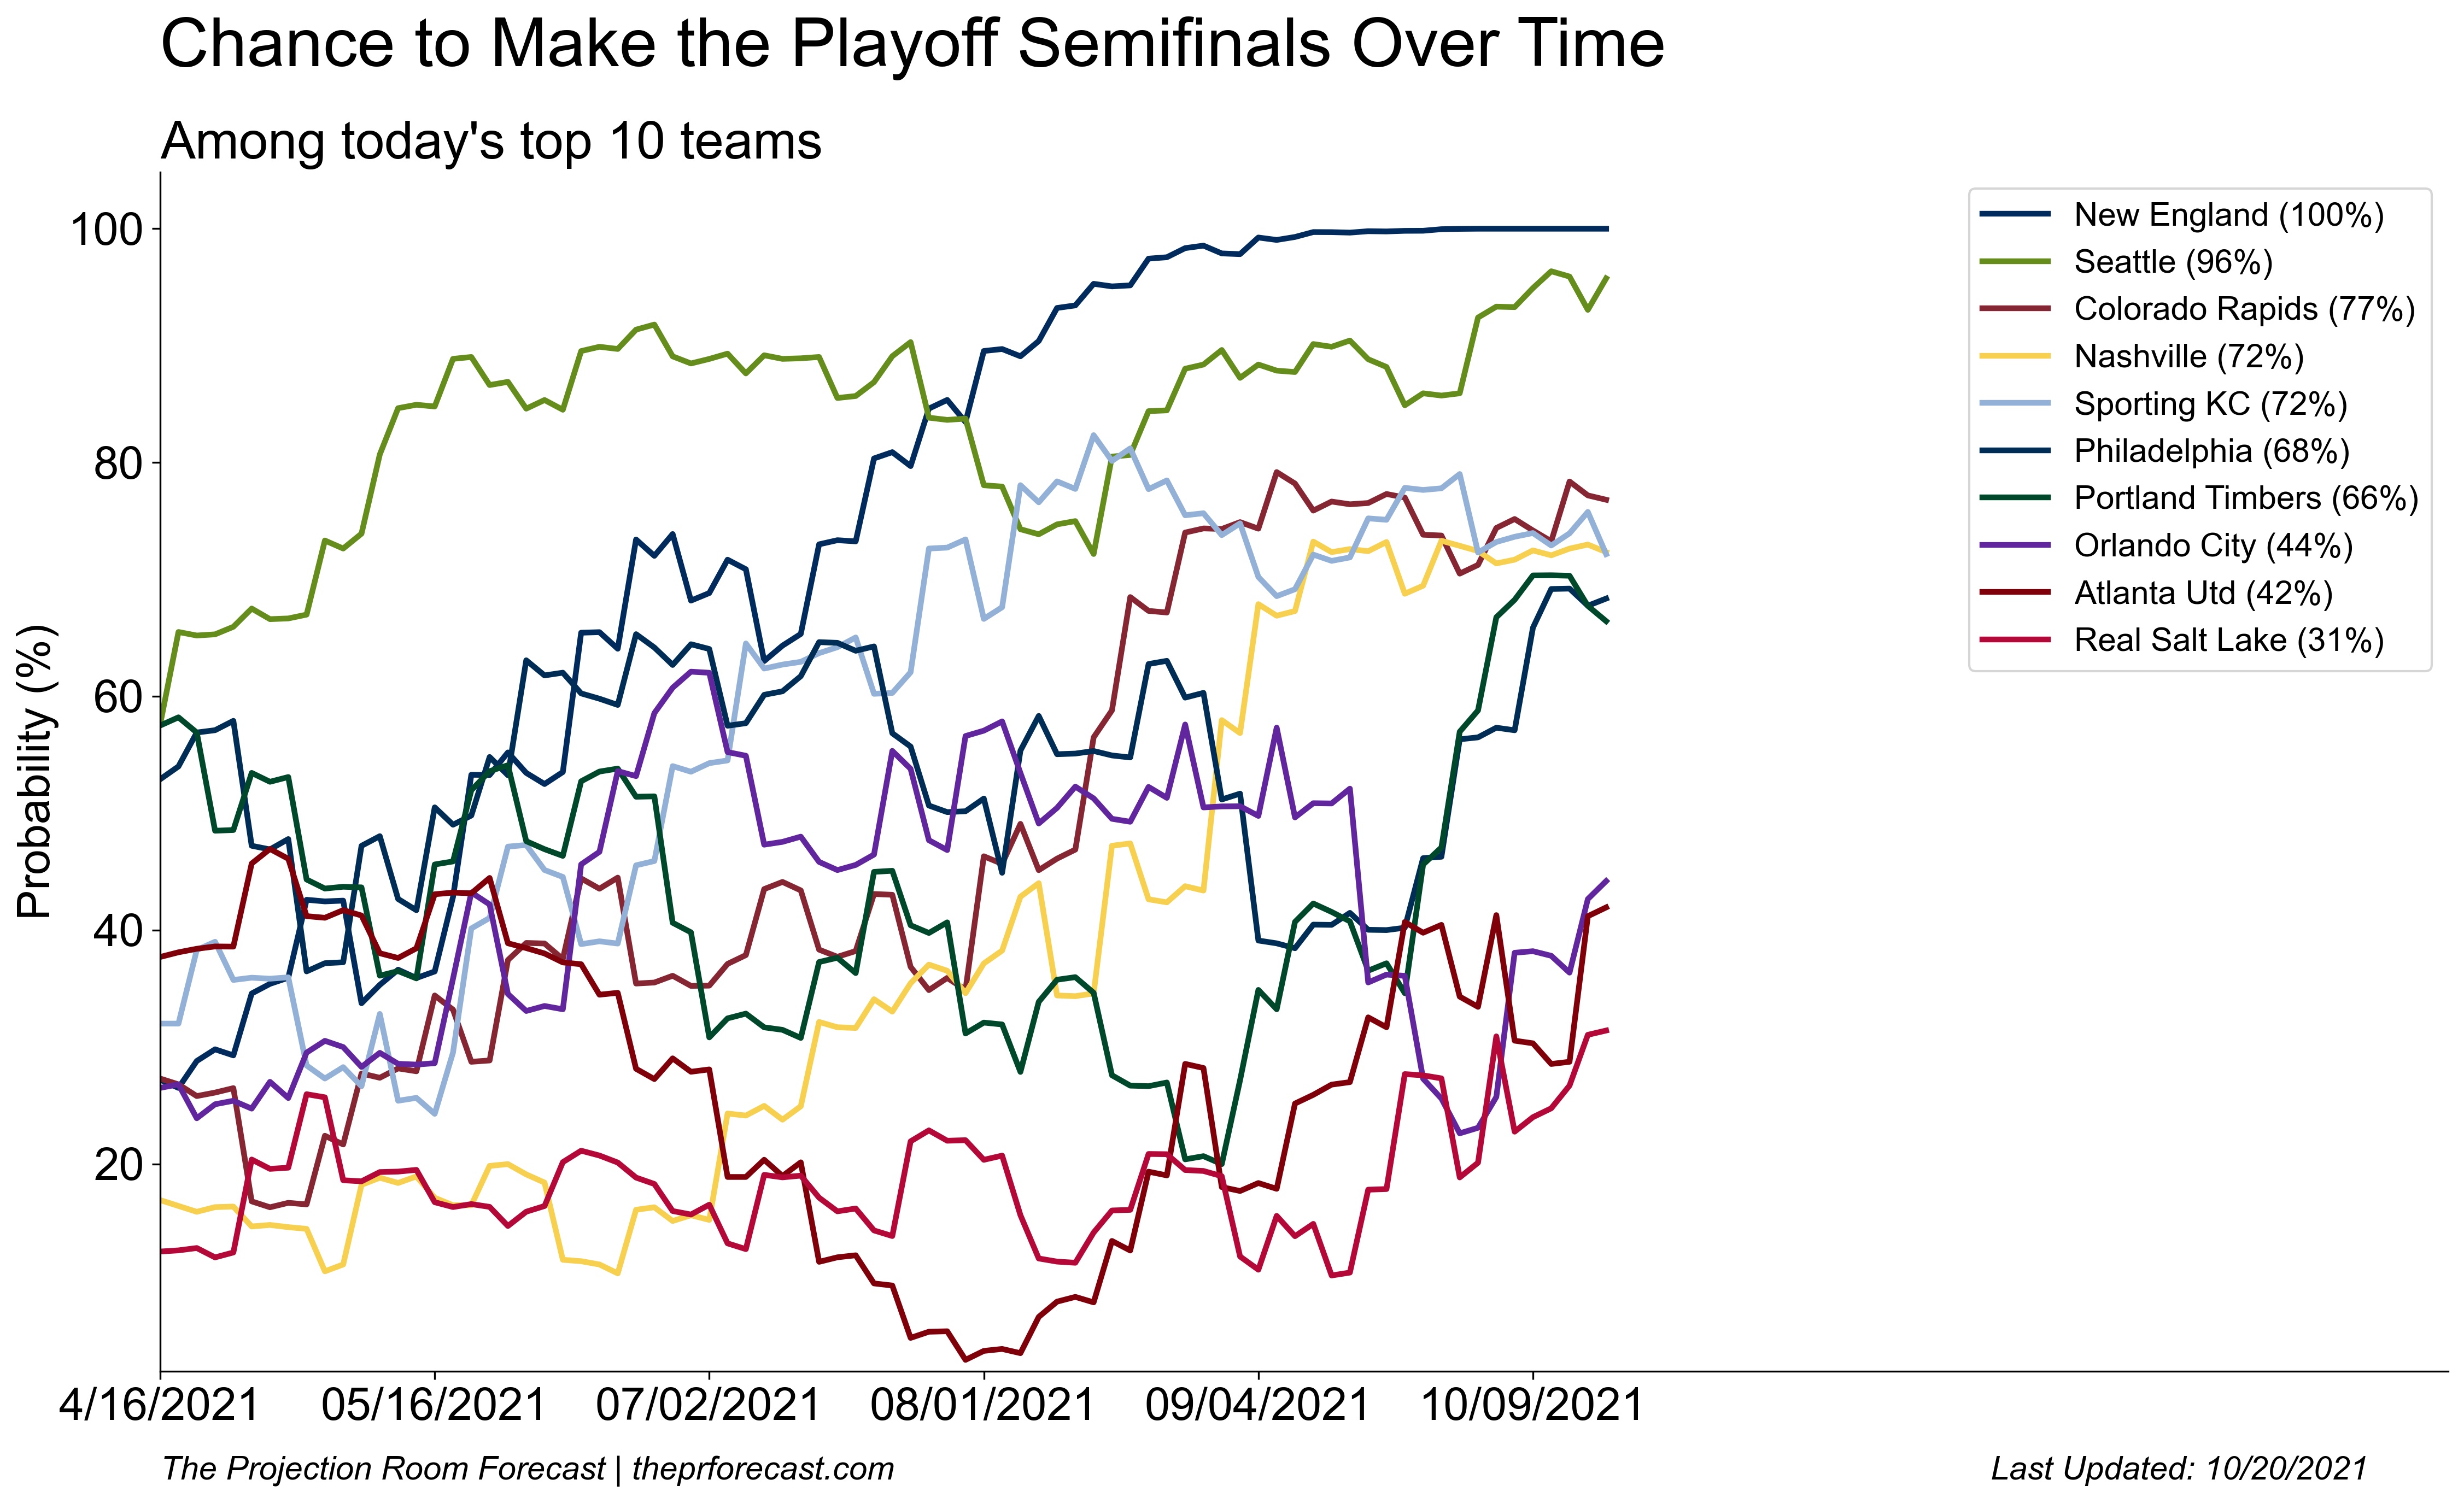 Chance to Make the Playoff Semifinals Over Time
Among today's top 10 teams
Probability (%)
100
80
60
40
20
4/16/2021 05/16/2021 07/02/2021 08/01/2021 09/04/2021 10/09/2021
New England (100%)
Seattle (96%)
Colorado Rapids (77%)
Nashville (72%)
Sporting KC (72%)
Philadelphia (68%)
Portland Timbers (66%)
Orlando City (44%)
Atlanta Utd (42%)
Real Salt Lake (31%)
The Projection Room Forecast | theprforecast.com
Last Updated: 10/20/2021